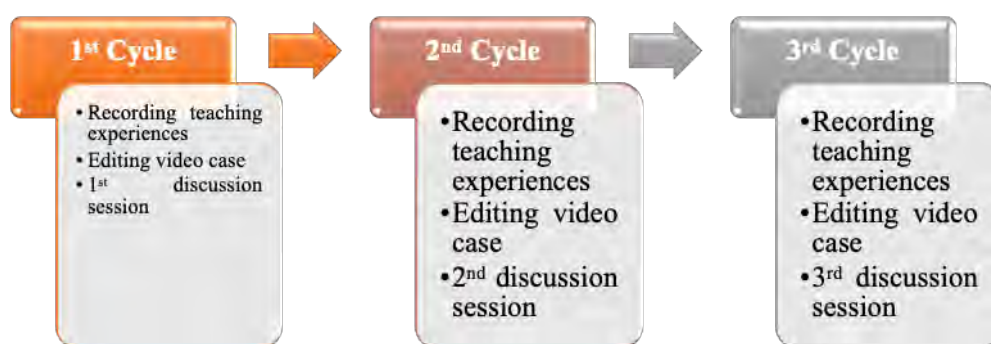 1st Cycle
• Recording teaching
experiences
• Editing video case
• 1st discussion
session
2nd Cycle
•Recording
teaching
experiences
•Editing video
case
•2nd discussion
session
3rd Cycle
•Recording
teaching
experiences
•Editing video
case
•3rd discussion
session